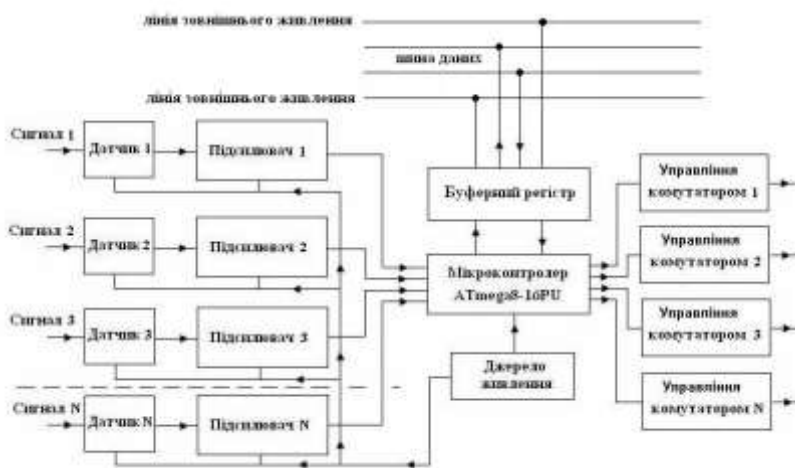 лінія зовнішнього живлення
шина даних
лінія зовнішнього живлення
Сигнал 1
Датчик 1
Підсилювач 1
Сигнал 2
Датчик 2
Підсилювач 2
Сигнал 3
Датчик 3
Підсилювач 3
Сигнал N
Датчик N
Підсилювач N
Буферний регістр
Мікроконтролер
ATmega8-16PU
Джерело
живлення
Управління
комутатором 1
Управління
комутатором 2
Управління
комутатором 3
Управління
комутатором N